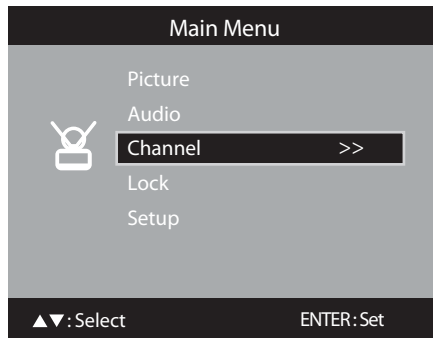 Main Menu
Picture
Audio
Channel >>
Lock
Setup
▲▼: Select ENTER: Set